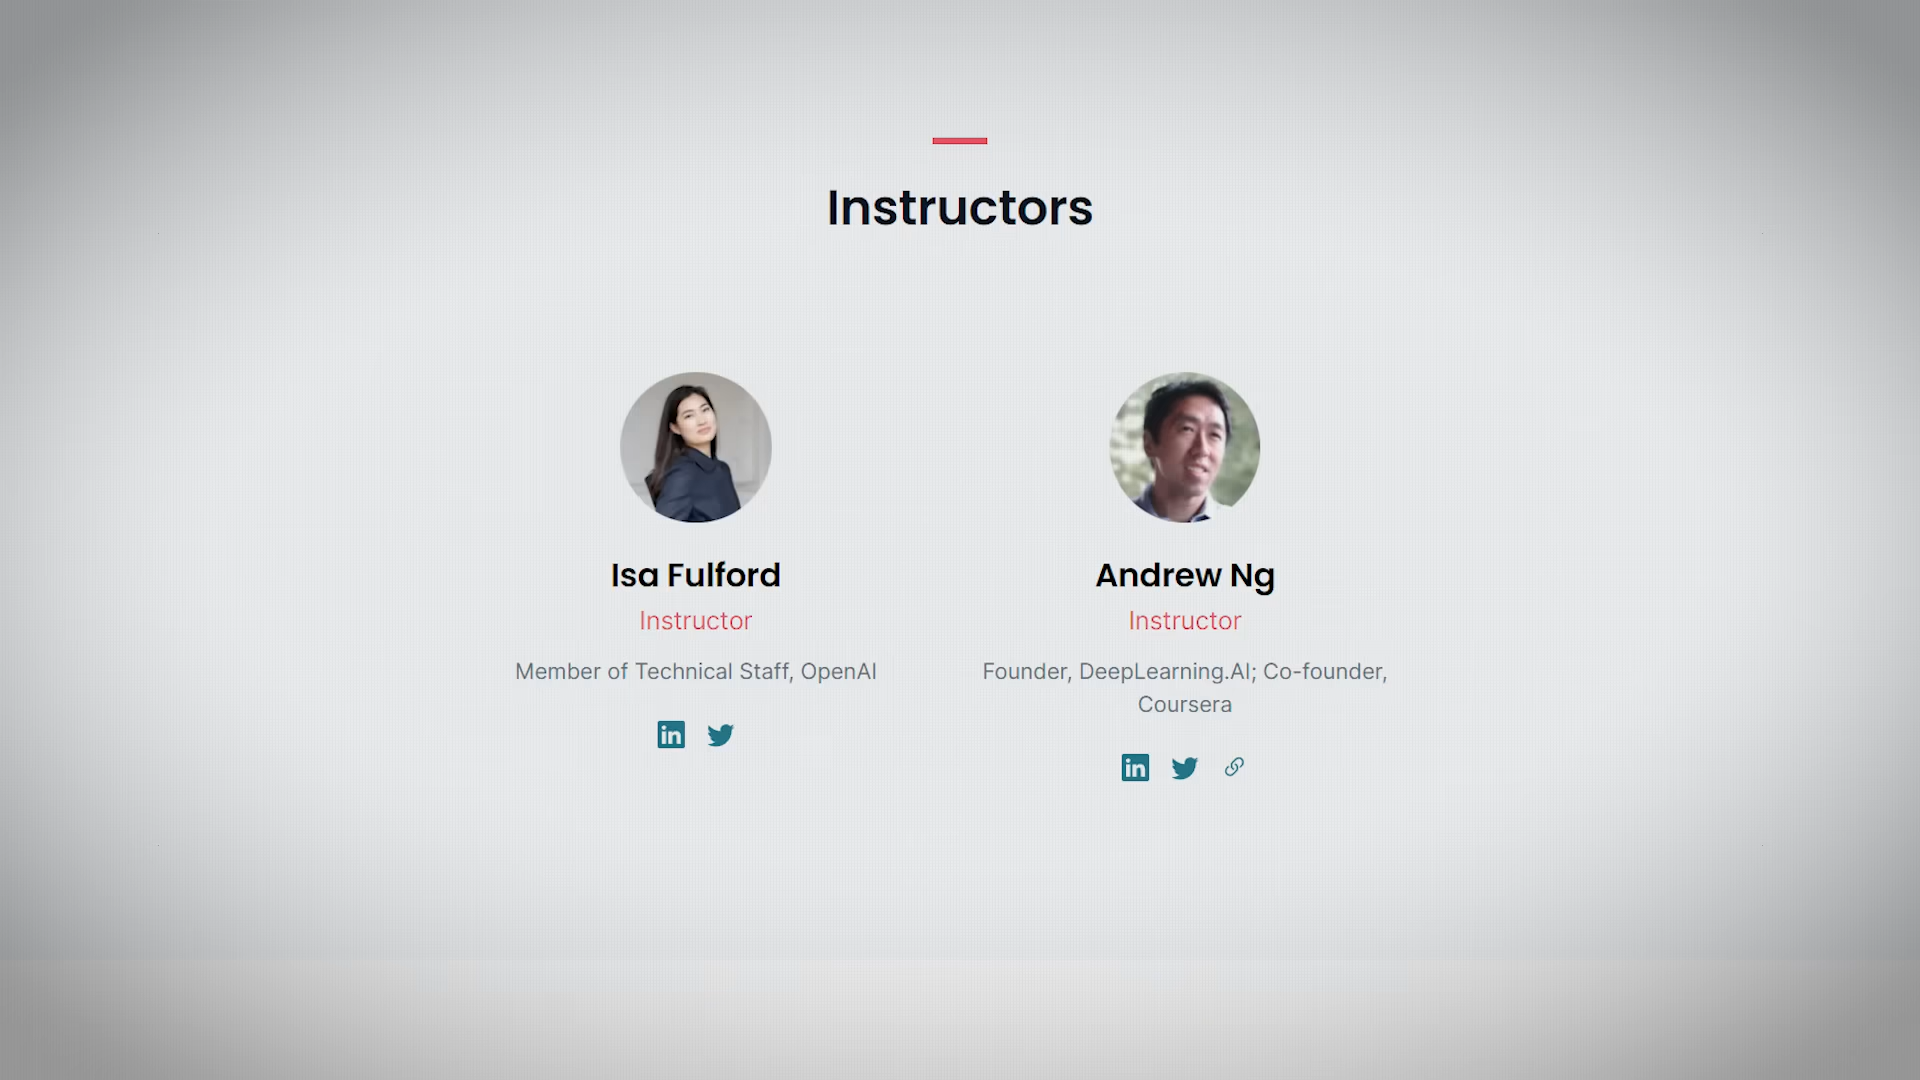 Instructors
Isa Fulford
Instructor
Member of Technical Staff, OpenAI
Andrew Ng
Instructor
Founder, DeepLearning.AI; Co-founder,
Coursera